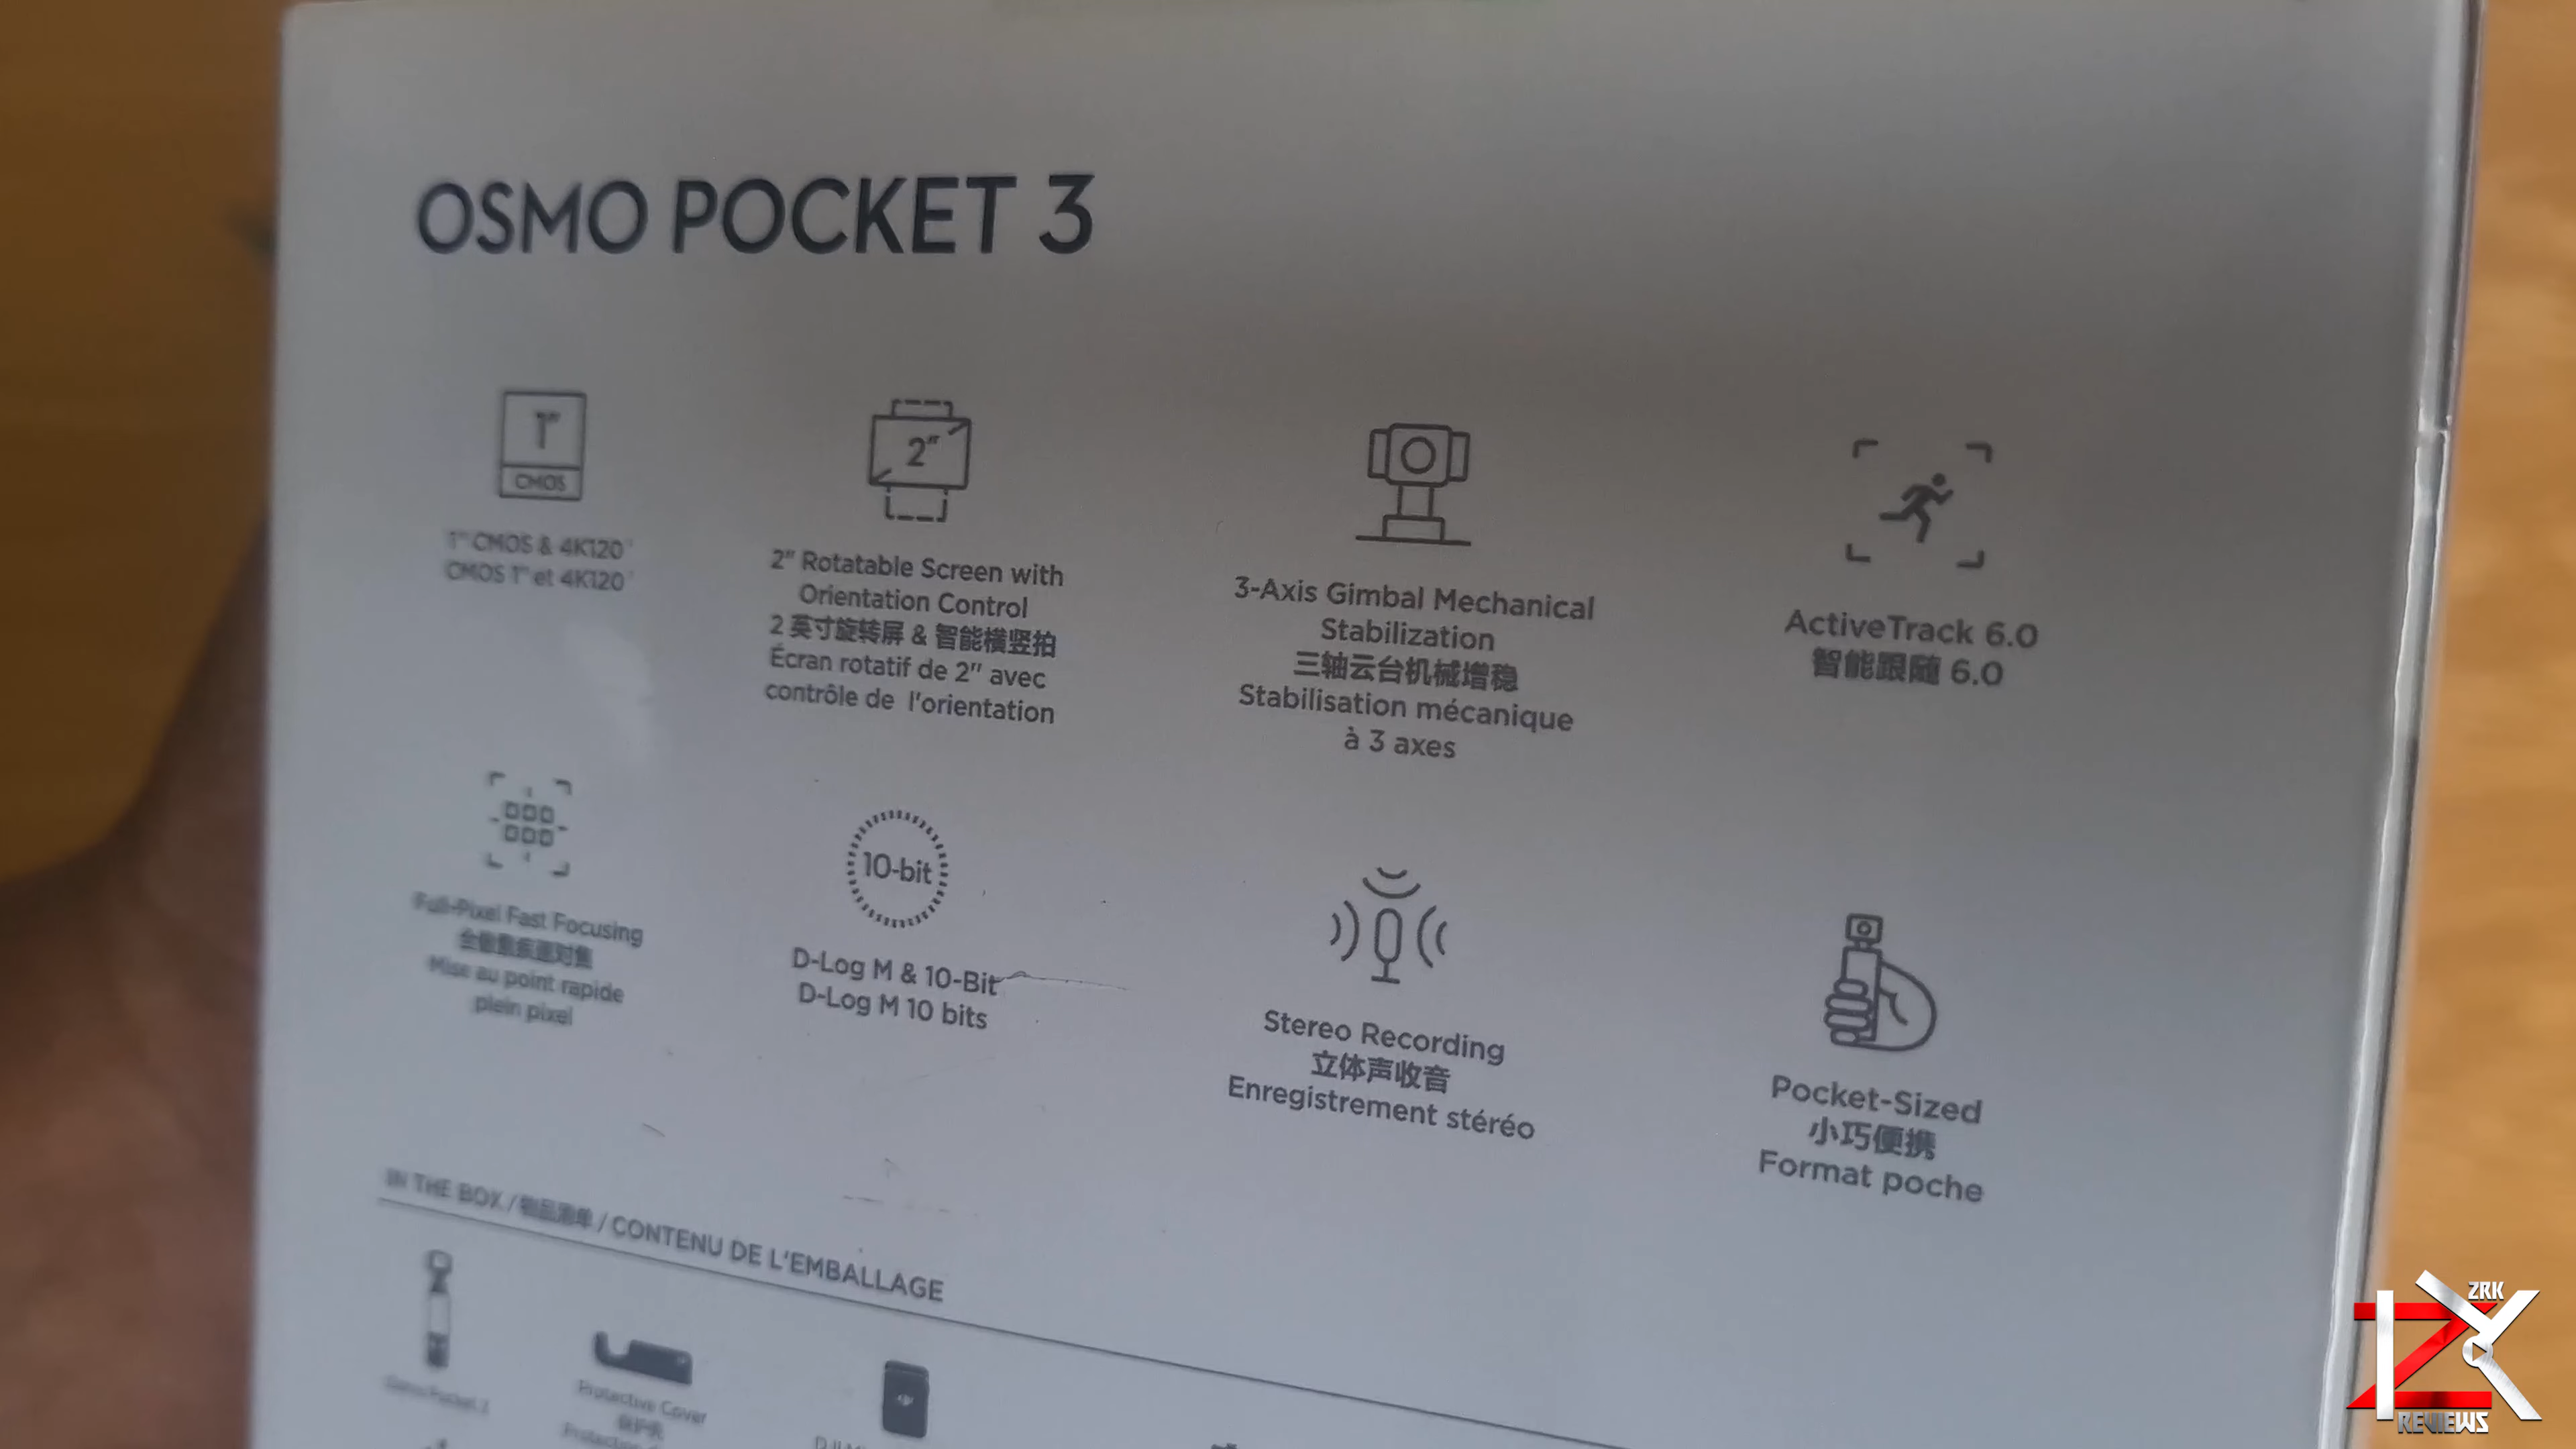 OSMO POCKET 3
1"
CMOS
1" CMOS & 4K120
CMOS 1" et 4K120
2"
2" Rotatable Screen with
Orientation Control
2 英寸旋转屏 & 智能横竖拍
Écran rotatif de 2" avec
contrôle de l'orientation
3-Axis Gimbal Mechanical
Stabilization
三轴云台机械增稳
Stabilisation mécanique
à 3 axes
ActiveTrack 6.0
智能跟随 6.0
Full-Pixel Fast Focusing
全像素疾速对焦
Mise au point rapide
plein pixel
10-bit
D-Log M & 10-Bit
D-Log M 10 bits
Stereo Recording
立体声收音
Enregistrement stéréo
Pocket-Sized
小巧便携
Format poche
IN THE BOX / 物品清单 / CONTENU DE L'EMBALLAGE
Osmo Pocket 3
Protective Cover
保护壳
ZRK
REVIEWS